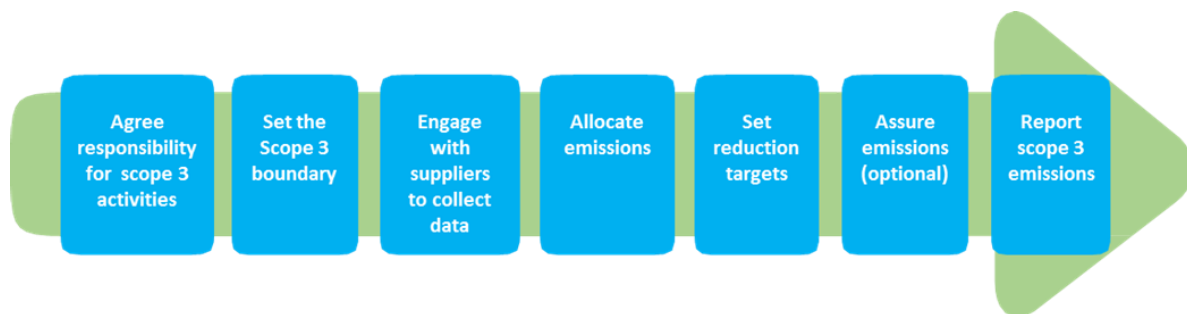 Agree
responsibility
for scope 3
activities
Set the
Scope 3
boundary
Engage
with
suppliers
to collect
data
Allocate
emissions
Set
reduction
targets
Assure
emissions
(optional)
Report
scope 3
emissions